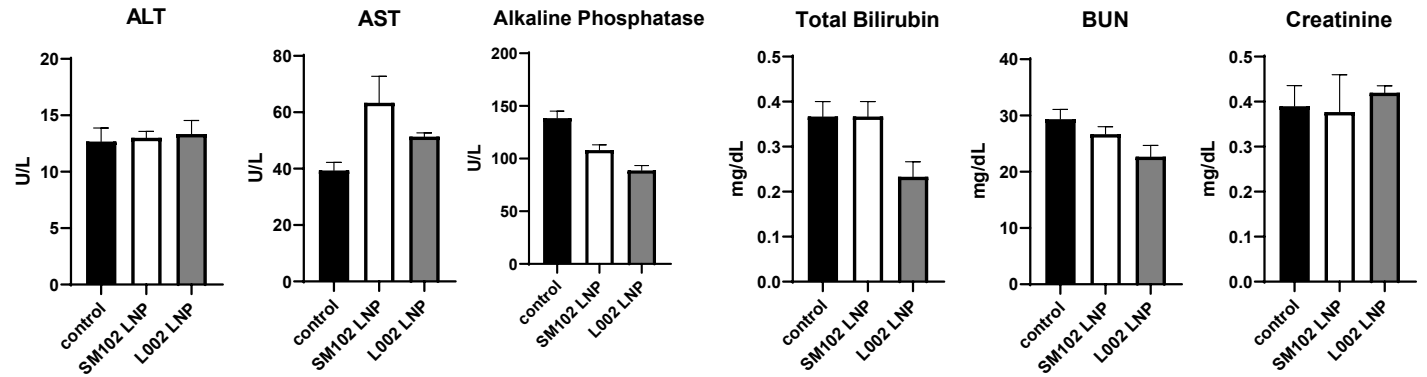 ALT
U/L
20
15
10
5
0
control
SM102 LNP
L002 LNP
AST
U/L
80
60
40
20
0
control
SM102 LNP
L002 LNP
Alkaline Phosphatase
U/L
200
150
100
50
0
control
SM102 LNP
L002 LNP
Total Bilirubin
mg/dL
0.5
0.4
0.3
0.2
0.1
0.0
control
SM102 LNP
L002 LNP
BUN
mg/dL
40
30
20
10
0
control
SM102 LNP
L002 LNP
Creatinine
mg/dL
0.5
0.4
0.3
0.2
0.1
0.0
control
SM102 LNP
L002 LNP